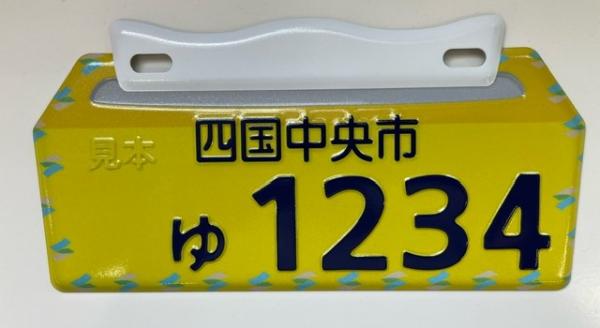 四国中央市
見本
ゆ 1234